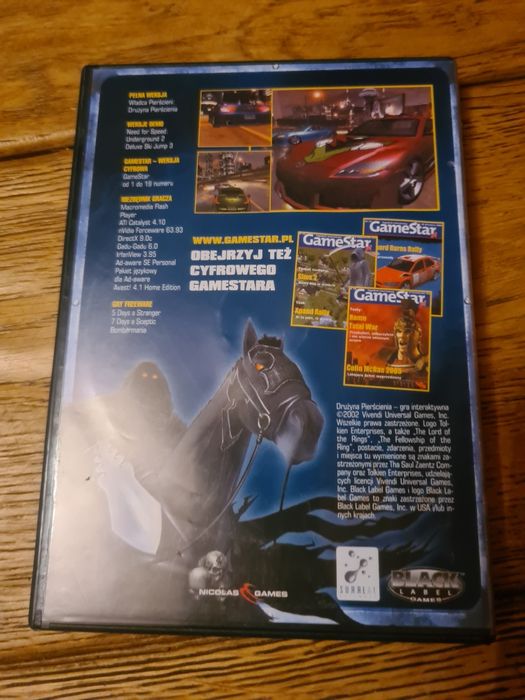 PEŁNA WERSJA
Władca Pierścieni:
Drużyna Pierścienia
WERSJE DEMO
Need for Speed
Underground 2
Deluxe Ski Jump 3
GAMESTAR – WERSJA
CYFROWA
GameStar
od 1 do 19 numeru
NIEZBĘDNIK GRACZA
Macromedia Flash
Player
ATI Catalyst 4.10
nVidia Forceware 63.93
DirectX 9.0c
Gadu-Gadu 6.0
IrfanView 3.95
Ad-aware SE Personal
Pakiet językowy
dla Ad-aware
Avast! 4.1 Home Edition
GRY FREEWARE
5 Days a Stranger
7 Days a Sceptic
Bombermania
WWW.GAMESTAR.PL
OBEJRZYJ TEŻ
CYFROWEGO
GAMESTARA
GameStar
GameStar
GameStar
Rome
Total War
Colin McRae 2005
Drużyna Pierścienia – gra interaktywna
©2002 Vivendi Universal Games, Inc.
Wszelkie prawa zastrzeżone. Logo Tol-
kien Enterprises, a także „The Lord of
the Rings", „The Fellowship of the
Ring", postacie, zdarzenia, przedmioty
i miejsca tu wymienione są znakami za-
strzeżonymi przez Tha Saul Zaentz Com-
pany oraz Tolkien Enterprises, udzielają-
cych licencji Vivendi Universal Games,
Inc. Black Label Games i logo Black La-
bel Games to znaki zastrzeżone przez
Black Label Games, Inc. w USA i/lub in-
nych krajach.
NICOLAS GAMES
SURREAL
BLACK
LABEL
GAMES